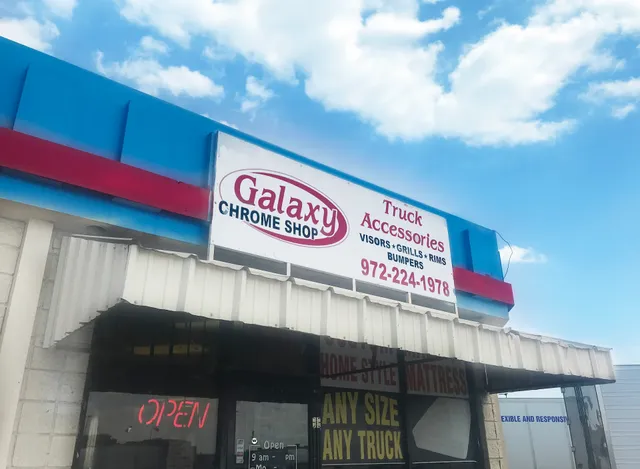 Galaxy
CHROME SHOP
Truck
Accessories
VISORS • GRILLS • RIMS
BUMPERS
972-224-1978
HOME STYLE
MATTRESS
ANY SIZE
ANY TRUCK
OPEN
Open
9 am - pm
EXIBLE AND RESPONSI